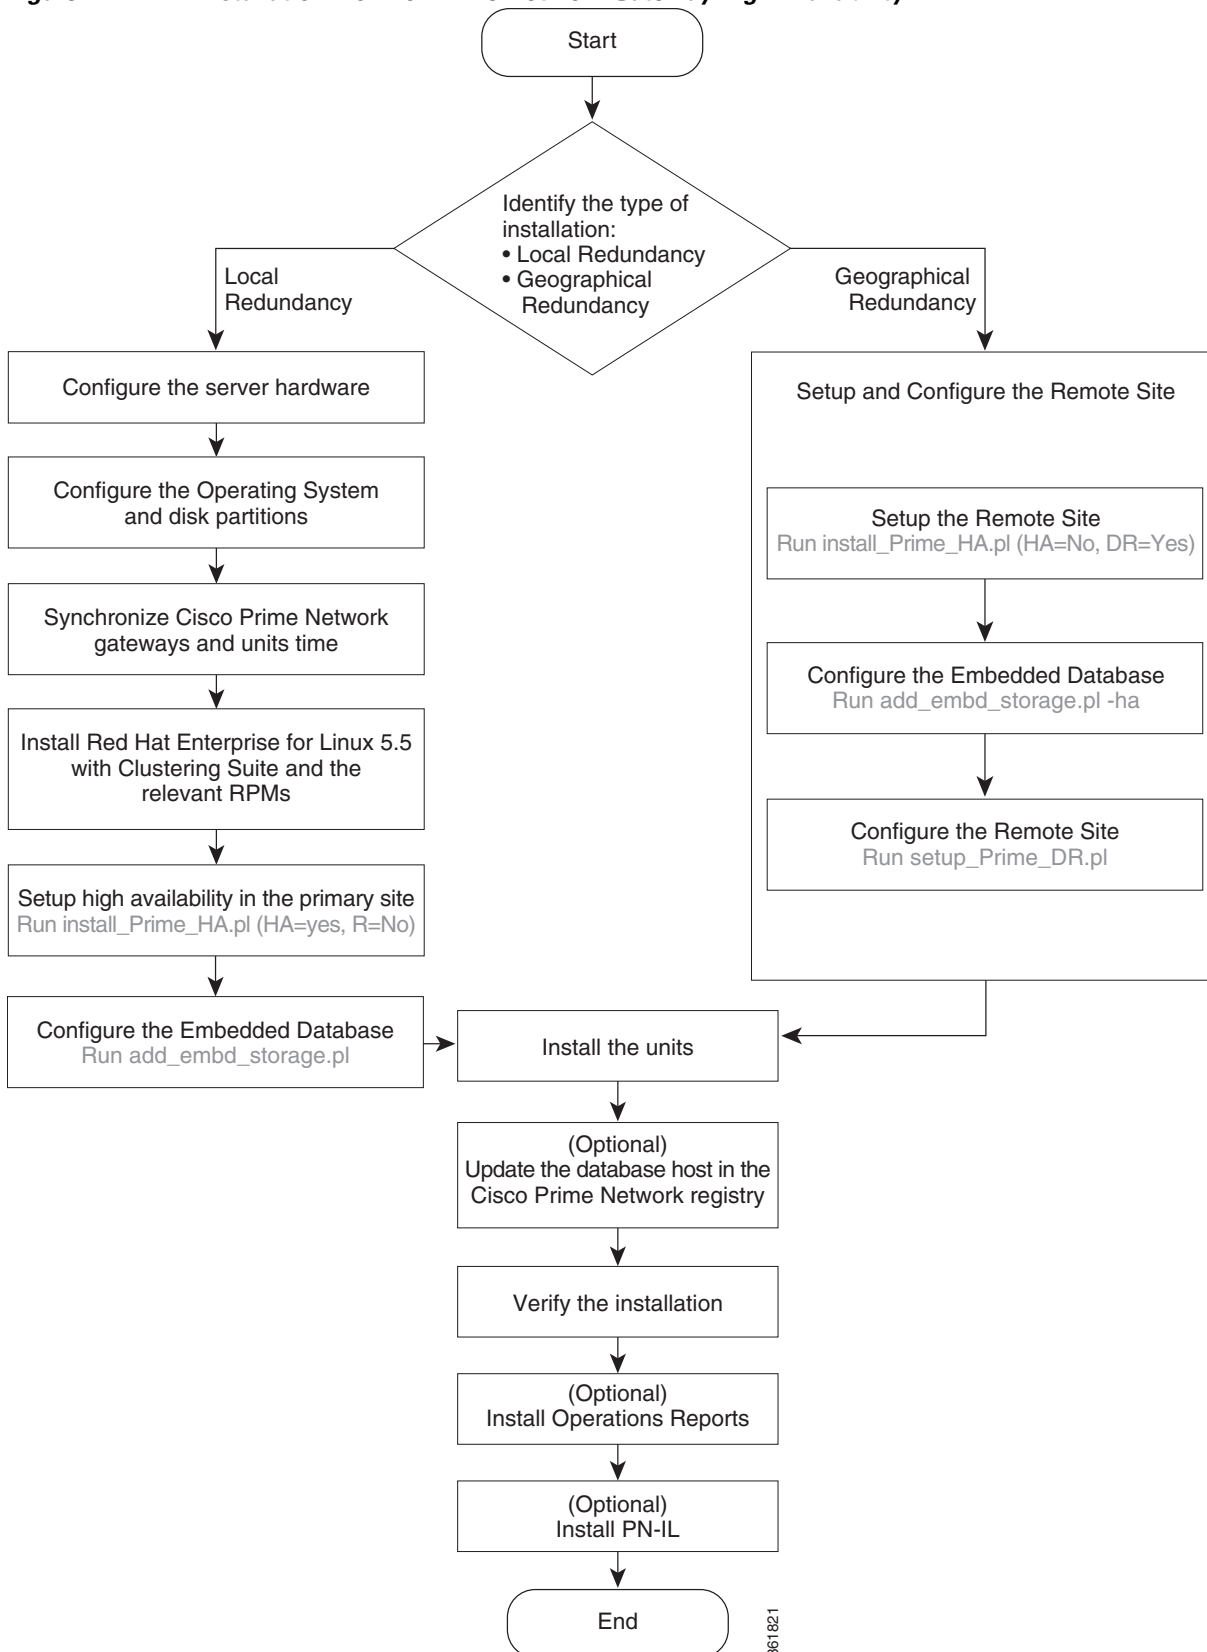 Start
Identify the type of
installation:
• Local Redundancy
• Geographical
Redundancy
Local
Redundancy
Geographical
Redundancy
Configure the server hardware
Configure the Operating System
and disk partitions
Synchronize Cisco Prime Network
gateways and units time
Install Red Hat Enterprise for Linux 5.5
with Clustering Suite and the
relevant RPMs
Setup high availability in the primary site
Run install_Prime_HA.pl (HA=yes, R=No)
Configure the Embedded Database
Run add_embd_storage.pl
Setup and Configure the Remote Site
Setup the Remote Site
Run install_Prime_HA.pl (HA=No, DR=Yes)
Configure the Embedded Database
Run add_embd_storage.pl -ha
Configure the Remote Site
Run setup_Prime_DR.pl
Install the units
(Optional)
Update the database host in the
Cisco Prime Network registry
Verify the installation
(Optional)
Install Operations Reports
(Optional)
Install PN-IL
End
361821